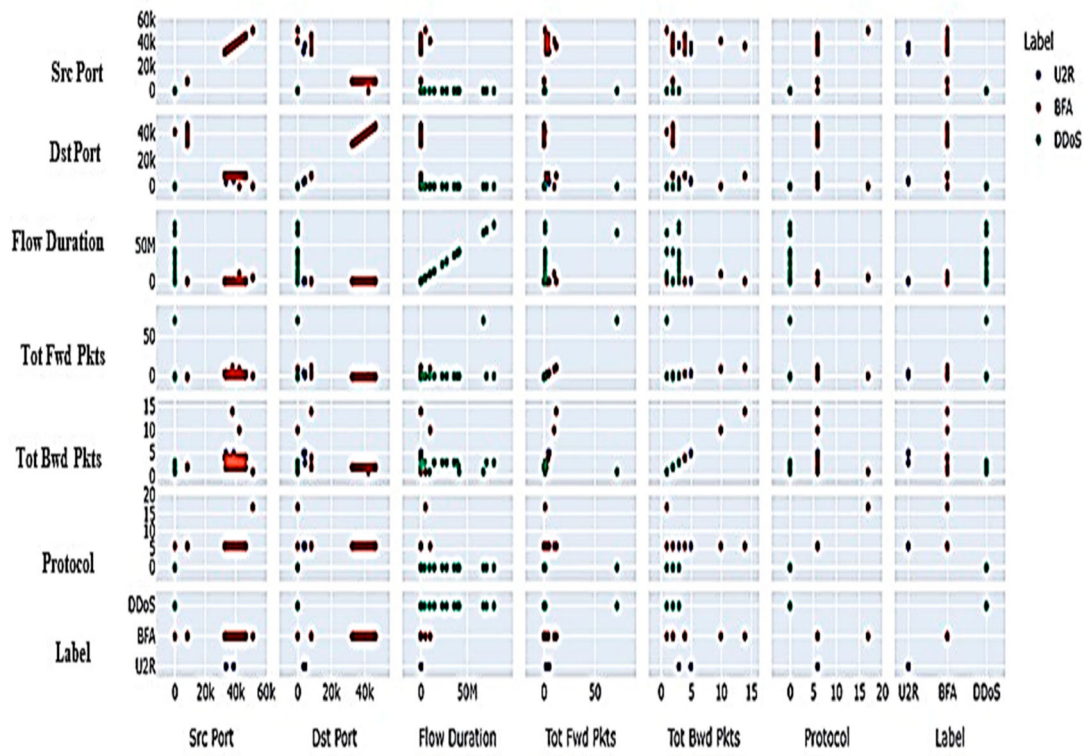 Src Port
60k
40k
20k
0
Dst Port
40k
20k
0
Flow Duration
50M
0
Tot Fwd Pkts
50
0
Tot Bwd Pkts
15
10
5
0
Protocol
20
15
10
5
0
Label
DDoS
BFA
U2R
0 20k 40k 60k
0 20k 40k
0 50M
0 50
0 5 10 15
0 5 10 15 20
U2R BFA DDoS
Src Port
Dst Port
Flow Duration
Tot Fwd Pkts
Tot Bwd Pkts
Protocol
Label
Label
U2R
BFA
DDoS